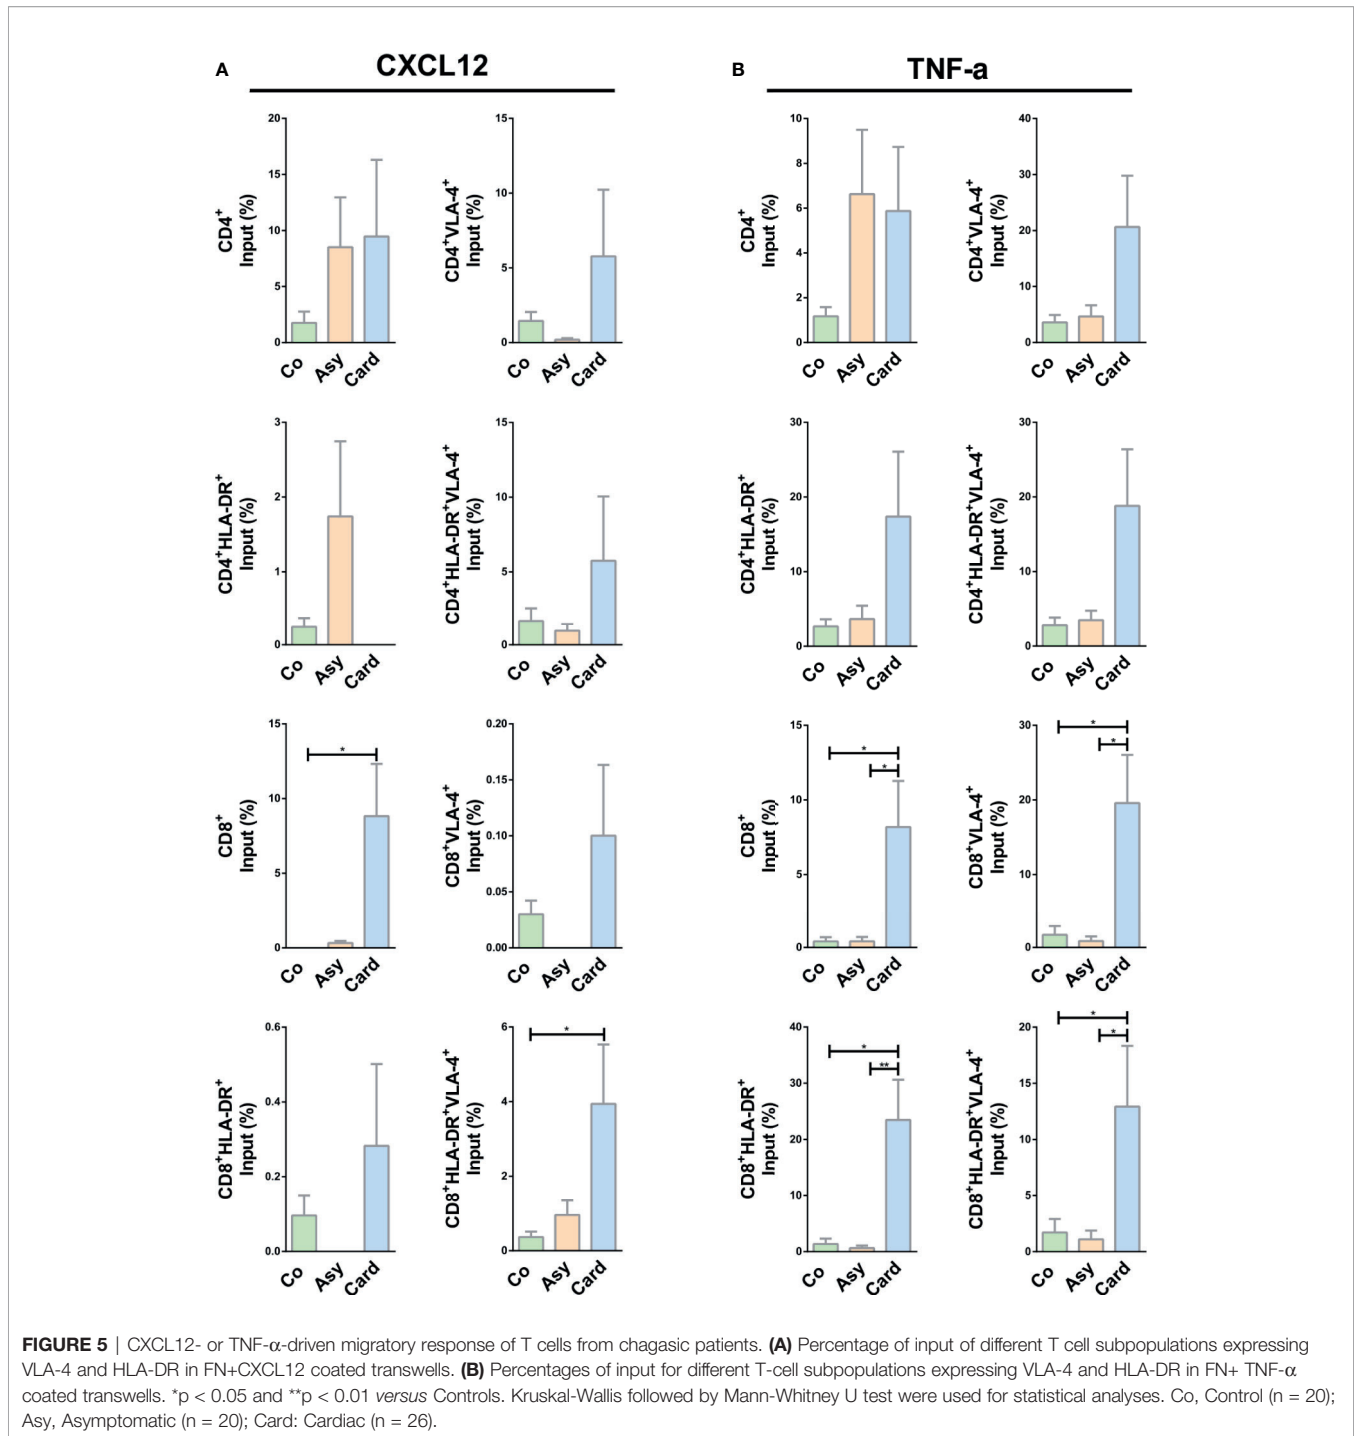 A
CXCL12
B
TNF-a
CD4+
Input (%)
20
15
10
5
0
Co
Asy
Card
CD4+VLA-4+
Input (%)
15
10
5
0
Co
Asy
Card
CD4+
Input (%)
10
8
6
4
2
0
Co
Asy
Card
CD4+VLA-4+
Input (%)
40
30
20
10
0
Co
Asy
Card
CD4+HLA-DR+
Input (%)
3
2
1
0
Co
Asy
Card
CD4+HLA-DR+VLA-4+
Input (%)
15
10
5
0
Co
Asy
Card
CD4+HLA-DR+
Input (%)
30
20
10
0
Co
Asy
Card
CD4+HLA-DR+VLA-4+
Input (%)
30
20
10
0
Co
Asy
Card
CD8+
Input (%)
15
10
5
0
*
Co
Asy
Card
CD8+VLA-4+
Input (%)
0.20
0.15
0.10
0.05
0.00
Co
Asy
Card
CD8+
Input (%)
15
10
5
0
*
*
Co
Asy
Card
CD8+VLA-4+
Input (%)
30
20
10
0
*
*
Co
Asy
Card
CD8+HLA-DR+
Input (%)
0.6
0.4
0.2
0.0
Co
Asy
Card
CD8+HLA-DR+VLA-4+
Input (%)
6
4
2
0
*
Co
Asy
Card
CD8+HLA-DR+
Input (%)
40
30
20
10
0
*
**
Co
Asy
Card
CD8+HLA-DR+VLA-4+
Input (%)
20
15
10
5
0
*
*
Co
Asy
Card
FIGURE 5 | CXCL12- or TNF-α-driven migratory response of T cells from chagasic patients. (A) Percentage of input of different T cell subpopulations expressing
VLA-4 and HLA-DR in FN+CXCL12 coated transwells. (B) Percentages of input for different T-cell subpopulations expressing VLA-4 and HLA-DR in FN+ TNF-α
coated transwells. *p < 0.05 and **p < 0.01 versus Controls. Kruskal-Wallis followed by Mann-Whitney U test were used for statistical analyses. Co, Control (n = 20);
Asy, Asymptomatic (n = 20); Card: Cardiac (n = 26).